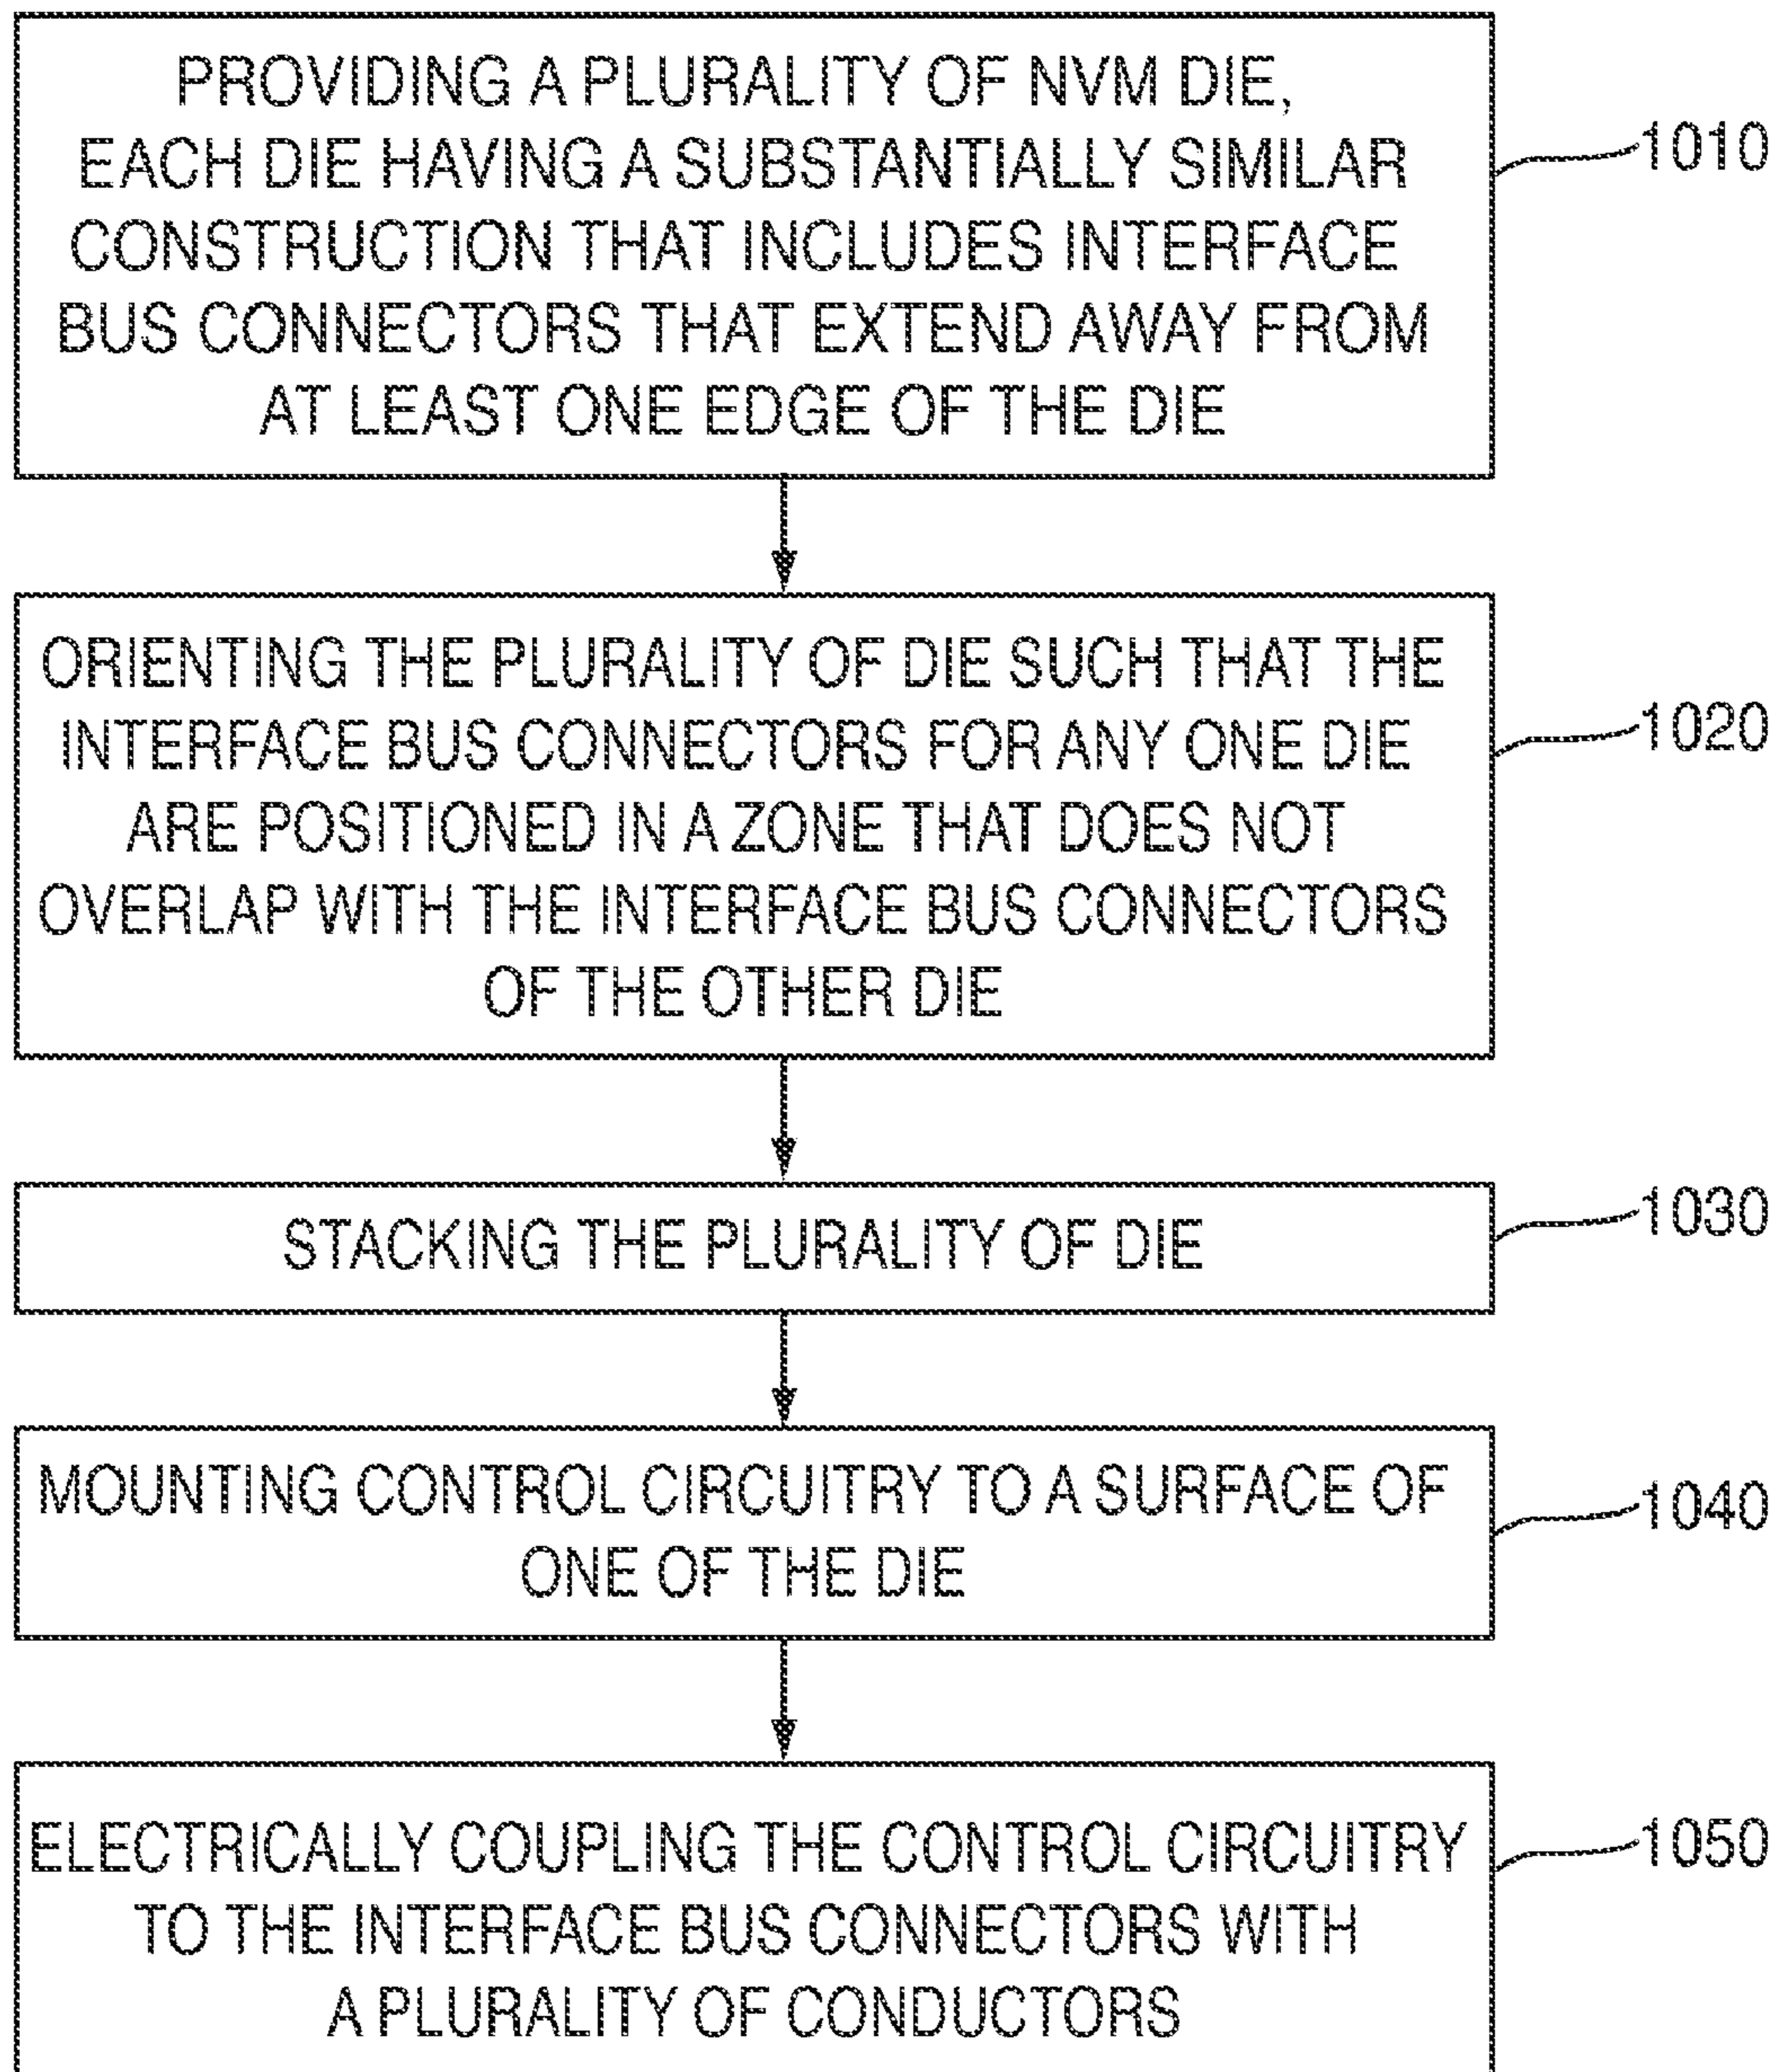 PROVIDING A PLURALITY OF NVM DIE,
EACH DIE HAVING A SUBSTANTIALLY SIMILAR
CONSTRUCTION THAT INCLUDES INTERFACE
BUS CONNECTORS THAT EXTEND AWAY FROM
AT LEAST ONE EDGE OF THE DIE
1010
ORIENTING THE PLURALITY OF DIE SUCH THAT THE
INTERFACE BUS CONNECTORS FOR ANY ONE DIE
ARE POSITIONED IN A ZONE THAT DOES NOT
OVERLAP WITH THE INTERFACE BUS CONNECTORS
OF THE OTHER DIE
1020
STACKING THE PLURALITY OF DIE
1030
MOUNTING CONTROL CIRCUITRY TO A SURFACE OF
ONE OF THE DIE
1040
ELECTRICALLY COUPLING THE CONTROL CIRCUITRY
TO THE INTERFACE BUS CONNECTORS WITH
A PLURALITY OF CONDUCTORS
1050